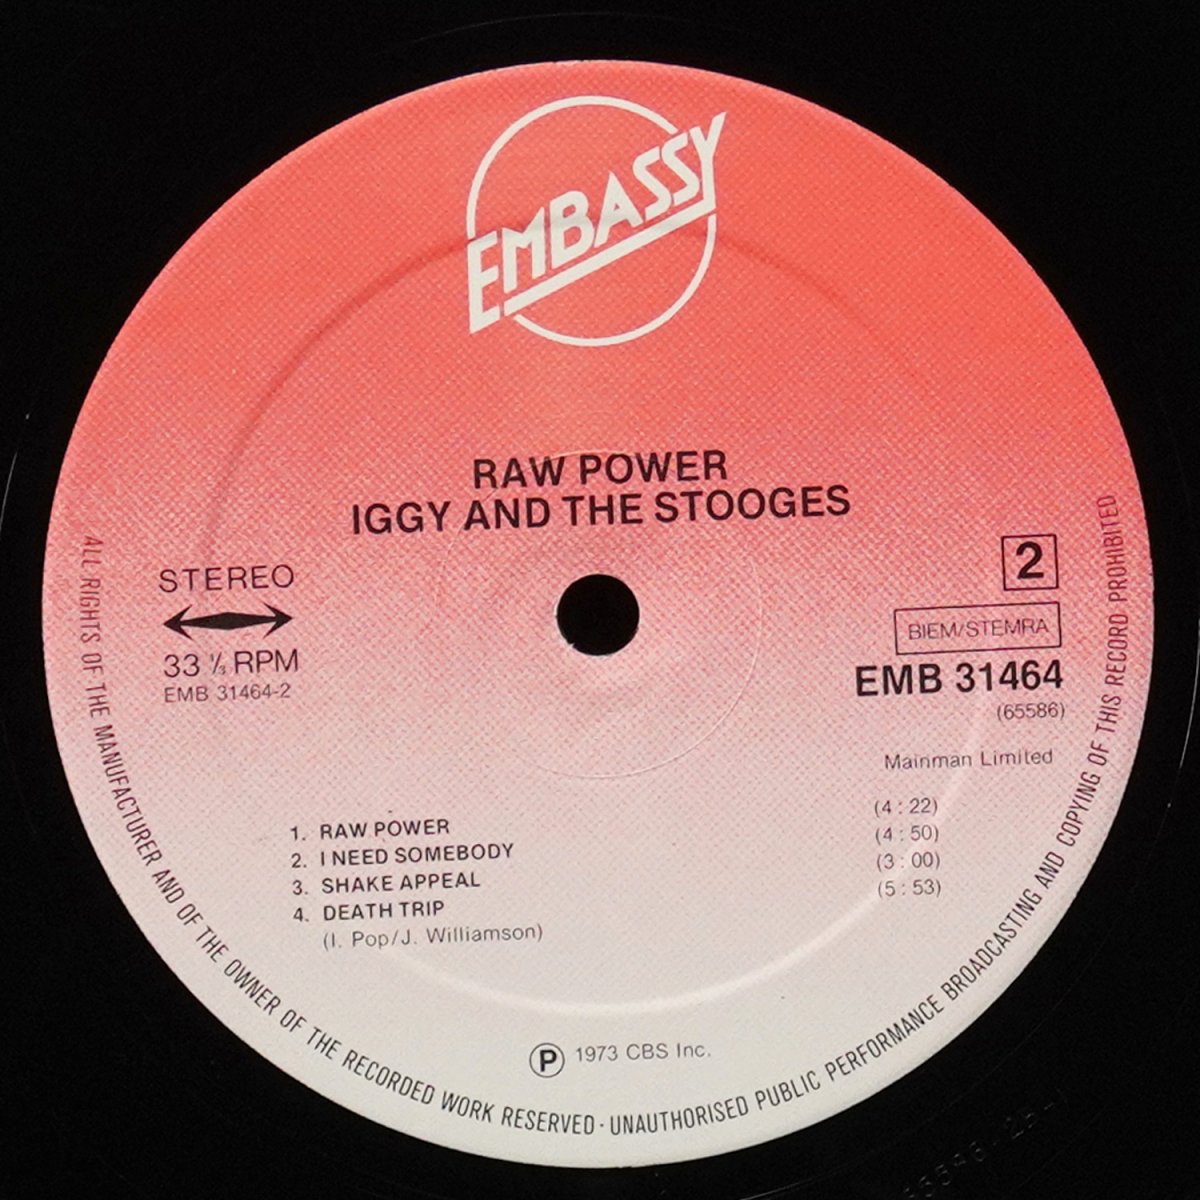 EMBASSY
RAW POWER
IGGY AND THE STOOGES
STEREO
33 ⅓ RPM
EMB 31464-2
2
BIEM/STEMRA
EMB 31464
(65586)
Mainman Limited
1. RAW POWER (4 : 22)
2. I NEED SOMEBODY (4 : 50)
3. SHAKE APPEAL (3 : 00)
4. DEATH TRIP (5 : 53)
(I. Pop/J. Williamson)
Ⓟ 1973 CBS Inc.
ALL RIGHTS OF THE MANUFACTURER AND OF THE OWNER OF THE RECORDED WORK RESERVED · UNAUTHORISED PUBLIC PERFORMANCE BROADCASTING AND COPYING OF THIS RECORD PROHIBITED